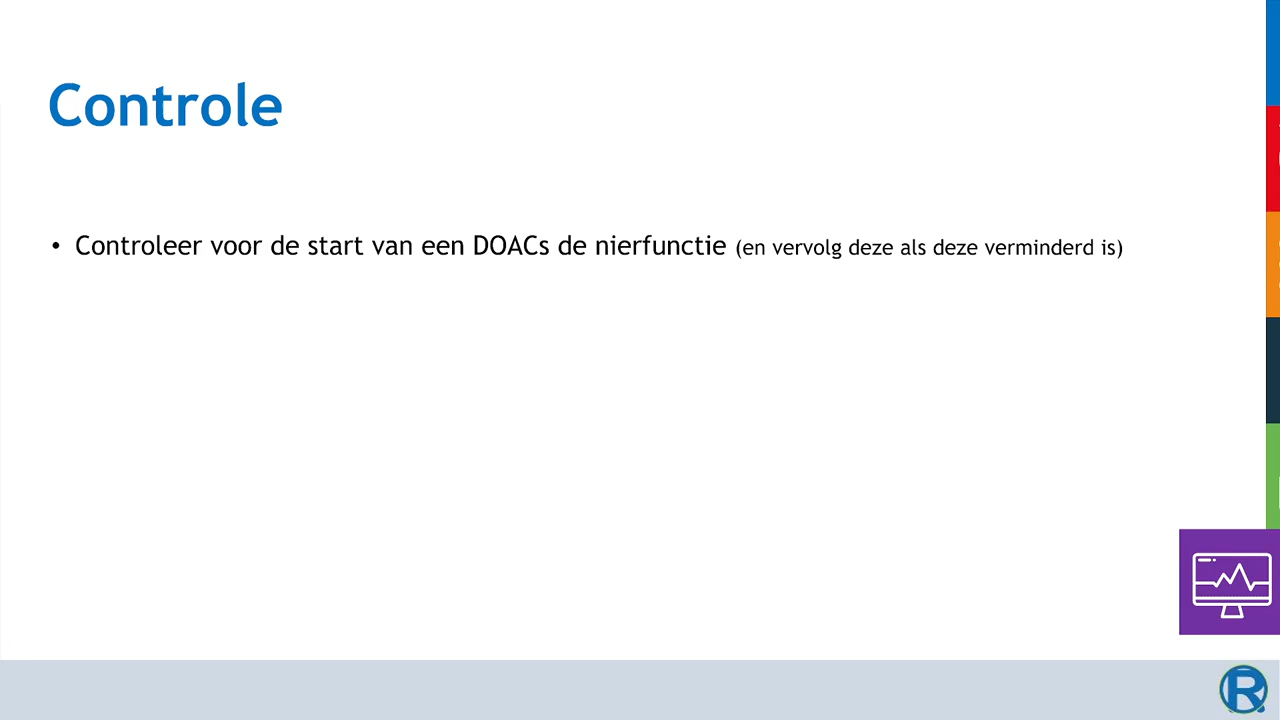 Controle
• Controleer voor de start van een DOACs de nierfunctie (en vervolg deze als deze verminderd is)
R